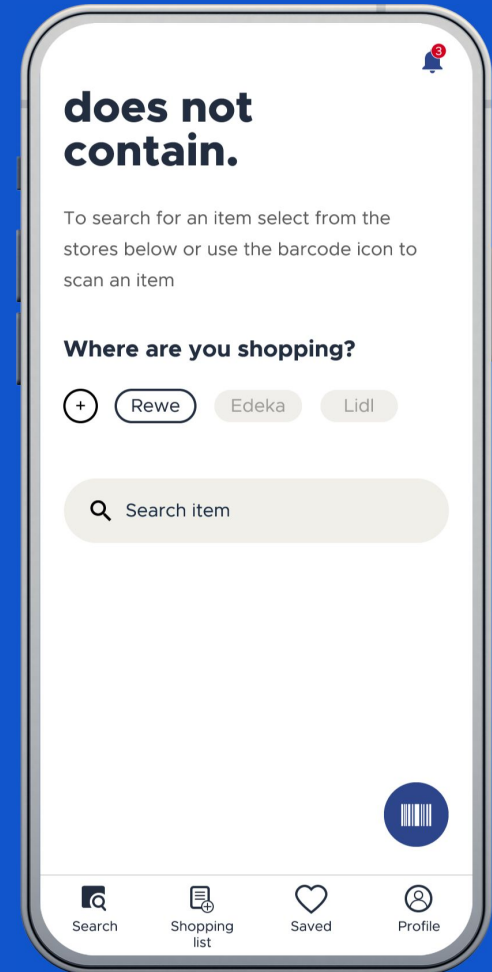 3
does not
contain.
To search for an item select from the
stores below or use the barcode icon to
scan an item
Where are you shopping?
+ Rewe Edeka Lidl
Search item
Search Shopping list Saved Profile